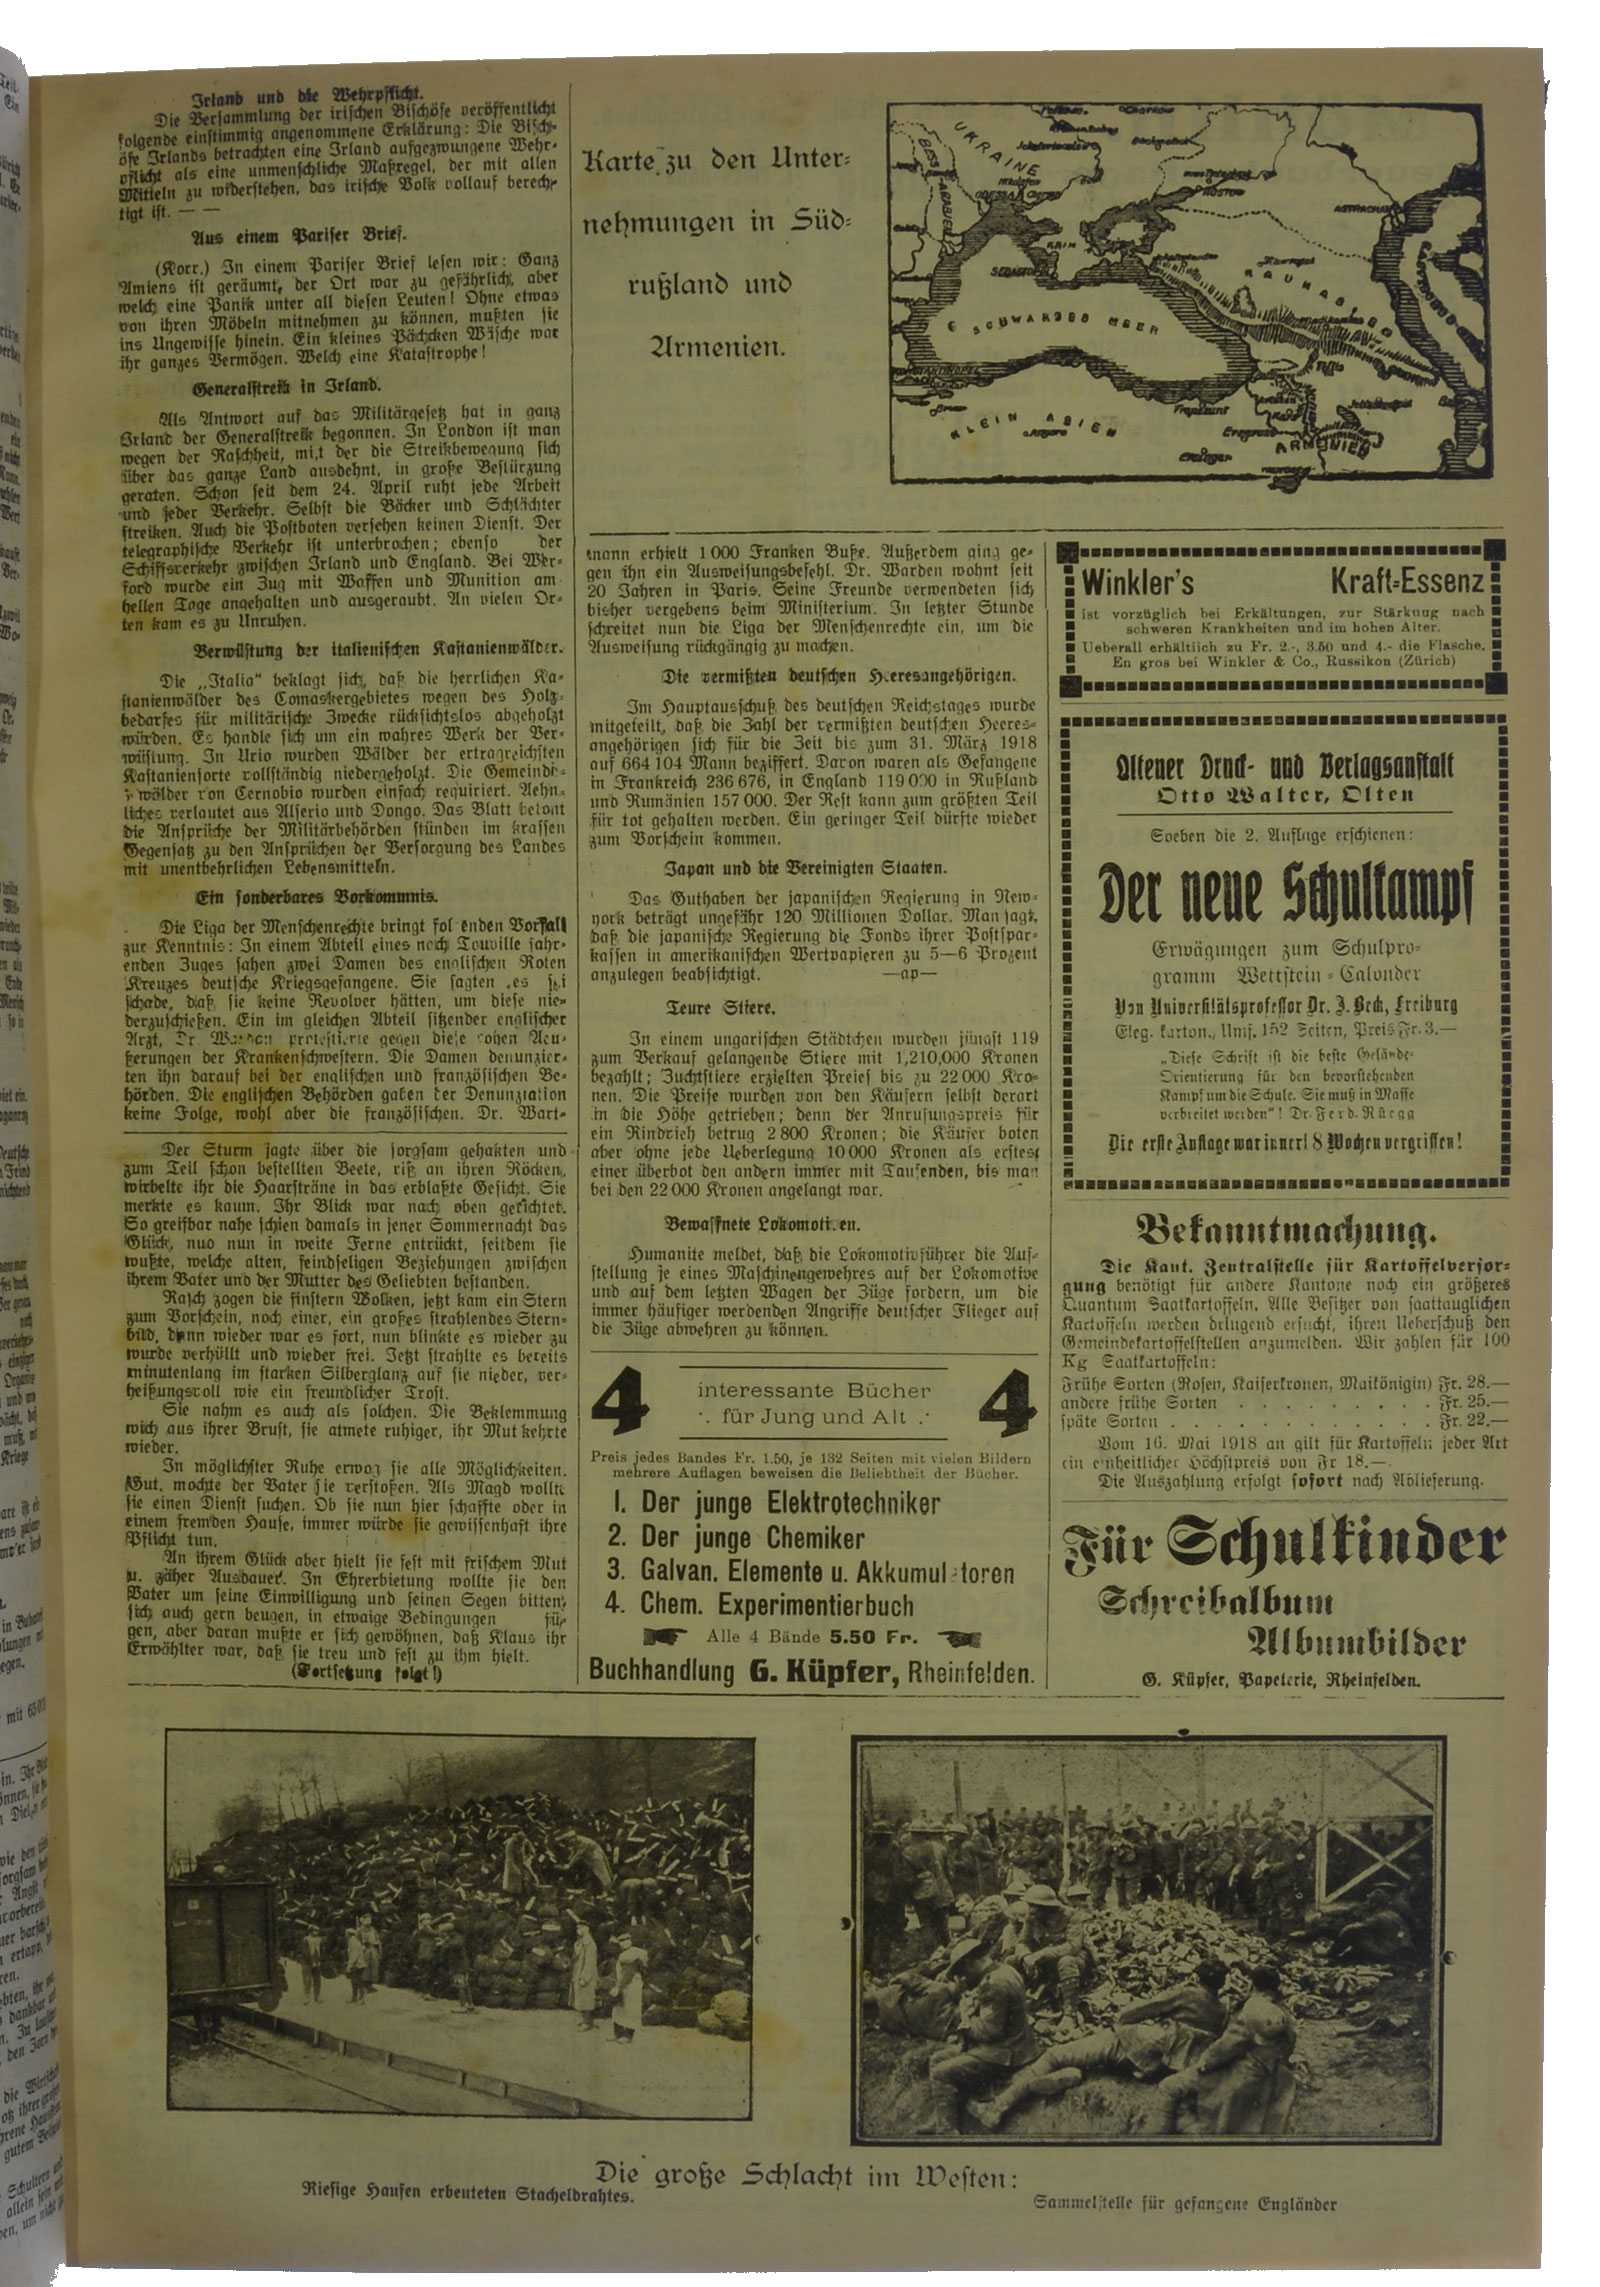 Irland und die Wehrpflicht.
Die Versammlung der irischen Bischöfe veröffentlicht
folgende einstimmig angenommene Erklärung: Die Bisch-
öfe Irlands betrachten eine Irland aufgezwungene Wehr-
pflicht als eine unmenschliche Maßregel, der mit allen
Mitteln zu widerstehen, das irische Volk vollauf berech-
tigt ist. — —
Aus einem Pariser Brief.
(Korr.) In einem Pariser Brief lesen wir: Ganz
Amiens ist geräumt, der Ort war zu gefährlich, aber
welch eine Panik unter all diesen Leuten! Ohne etwas
von ihren Möbeln mitnehmen zu können, mußten sie
ins Ungewisse hinein. Ein kleines Päckcken Wäsche war
ihr ganzes Vermögen. Welch eine Katastrophe!
Generalstreik in Irland.
Als Antwort auf das Militärgesetz hat in ganz
Irland der Generalstreik begonnen. In London ist man
wegen der Raschheit, mit der die Streikbewegung sich
über das ganze Land ausdehnt, in große Bestürzung
geraten. Schon seit dem 24. April ruht jede Arbeit
und jeder Verkehr. Selbst die Bäcker und Schlächter
streiken. Auch die Postboten versehen keinen Dienst. Der
telegraphische Verkehr ist unterbrochen; ebenso der
Schiffsverkehr zwischen Irland und England. Bei Wer-
ford wurde ein Zug mit Waffen und Munition am
hellen Tage angehalten und ausgeraubt. An vielen Or-
ten kam es zu Unruhen.
Verwüstung der italienischen Kastanienwälder.
Die „Italia“ beklagt sich, daß die herrlichen Ka-
stanienwälder des Comaskergebietes wegen des Holz-
bedarfes für militärische Zwecke rücksichtslos abgeholzt
würden. Es handle sich um ein wahres Werk der Ver-
wüstung. In Urio wurden Wälder der ertragreichsten
Kastaniensorte vollständig niedergeholzt. Die Gemeinde-
wälder von Cernobio wurden einfach requiriert. Aehn-
liches verlautet aus Alserio und Dongo. Das Blatt betont
die Ansprüche der Militärbehörden stünden im krassen
Gegensatz zu den Ansprüchen der Versorgung des Landes
mit unentbehrlichen Lebensmitteln.
Ein sonderbares Vorkommnis.
Die Liga der Menschenrechte bringt fol enden Vorfall
zur Kenntnis: In einem Abteil eines nach Touville fahr-
enden Zuges sahen zwei Damen des englischen Roten
Kreuzes deutsche Kriegsgefangene. Sie sagten es sei
schade, daß sie keine Revolver hätten, um diese nie-
derzuschießen. Ein im gleichen Abteil sitzender englischer
Arzt, Dr. protestierte gegen diese rohen Aeu-
ßerungen der Krankenschwestern. Die Damen denunzier-
ten ihn darauf bei der englischen und französischen Be-
hörden. Die englischen Behörden gaben der Denunziation
keine Folge, wohl aber die französischen. Dr. Wart-
Der Sturm jagte über die sorgsam gehakten und
zum Teil schon bestellten Beete, riß an ihren Röcken,
wirbelte ihr die Haarsträne in das erblaßte Gesicht. Sie
merkte es kaum. Ihr Blick war nach oben gerichtet.
So greifbar nahe schien damals in jener Sommernacht das
Glück, nuo nun in weite Ferne entrückt, seitdem sie
wußte, welche alten, feindseligen Beziehungen zwischen
ihrem Vater und der Mutter des Geliebten bestanden.
Rasch zogen die finstern Wolken, jetzt kam ein Stern
zum Vorschein, noch einer, ein großes strahlendes Stern-
bild, dann wieder war es fort, nun blinkte es wieder zu
wurde verhüllt und wieder frei. Jetzt strahlte es bereits
minutenlang im starken Silberglanz auf sie nieder, ver-
heißungsvoll wie ein freundlicher Trost.
Sie nahm es auch als solchen. Die Beklemmung
wich aus ihrer Brust, sie atmete ruhiger, ihr Mut kehrte
wieder.
In möglichster Ruhe erwog sie alle Möglichkeiten.
Gut, mochte der Vater sie verstoßen. Als Magd wollte
sie einen Dienst suchen. Ob sie nun hier schaffte oder in
einem fremden Hause, immer würde sie gewissenhaft ihre
Pflicht tun.
An ihrem Glück aber hielt sie fest mit frischem Mut
u. zäher Ausdauer. In Ehrerbietung wollte sie den
Vater um seine Einwilligung und seinen Segen bitten,
sich auch gern beugen, in etwaige Bedingungen fü-
gen, aber daran mußte er sich gewöhnen, daß Klaus ihr
Erwählter war, daß sie treu und fest zu ihm hielt.
(Fortsetzung folgt!)
Karte zu den Unter-
nehmungen in Süd-
rußland und
Armenien.
UKRAINE
BESSARABIEN
ODESSA
ROSTOW
ASTRACHAN
KRIM
SEBASTOPOL
KAUKASIEN
SCHWARZES MEER
KONSTANTINOPEL
KLEIN ASIEN
Angora
Trapezunt
Tiflis
Erzerum
ARMENIEN
mann erhielt 1000 Franken Buße. Außerdem ging ge-
gen ihn ein Ausweisungsbefehl. Dr. Warden wohnt seit
20 Jahren in Paris. Seine Freunde verwendeten sich
bisher vergebens beim Ministerium. In letzter Stunde
schreitet nun die Liga der Menschenrechte ein, um die
Ausweisung rückgängig zu machen.
Die vermißten deutschen Heeresangehörigen.
Im Hauptausschuß des deutschen Reichstages wurde
mitgeteilt, daß die Zahl der vermißten deutschen Heeres-
angehörigen sich für die Zeit bis zum 31. März 1918
auf 664 104 Mann beziffert. Davon waren als Gefangene
in Frankreich 236 676, in England 119 000 in Rußland
und Rumänien 157 000. Der Rest kann zum größten Teil
für tot gehalten werden. Ein geringer Teil dürfte wieder
zum Vorschein kommen.
Japan und die Vereinigten Staaten.
Das Guthaben der japanischen Regierung in New-
york beträgt ungefähr 120 Millionen Dollar. Man sagt,
daß die japanische Regierung die Fonds ihrer Postspar-
kassen in amerikanischen Wertpapieren zu 5—6 Prozent
anzulegen beabsichtigt. —ap—
Teure Stiere.
In einem ungarischen Städtchen wurden jüngst 119
zum Verkauf gelangende Stiere mit 1,210,000 Kronen
bezahlt; Zuchtstiere erzielten Preise bis zu 22 000 Kro-
nen. Die Preise wurden von den Käufern selbst derart
in die Höhe getrieben; denn der Anrufungspreis für
ein Rindvieh betrug 2 800 Kronen; die Käufer boten
aber ohne jede Ueberlegung 10 000 Kronen als erstes
einer überbot den andern immer mit Tausenden, bis man
bei den 22 000 Kronen angelangt war.
Bewaffnete Lokomoti en.
Humanite meldet, daß die Lokomotivführer die Auf-
stellung je eines Maschinengewehres auf der Lokomotive
und auf dem letzten Wagen der Züge fordern, um die
immer häufiger werdenden Angriffe deutscher Flieger auf
die Züge abwehren zu können.
4 interessante Bücher 4
∴ für Jung und Alt ∴
Preis jedes Bandes Fr. 1.50, je 132 Seiten mit vielen Bildern
mehrere Auflagen beweisen die Beliebtheit der Bücher.
1. Der junge Elektrotechniker
2. Der junge Chemiker
3. Galvan. Elemente u. Akkumulatoren
4. Chem. Experimentierbuch
Alle 4 Bände 5.50 Fr.
Buchhandlung G. Küpfer, Rheinfelden.
Winkler's Kraft-Essenz
ist vorzüglich bei Erkältungen, zur Stärkung nach
schweren Krankheiten und im hohen Alter.
Ueberall erhältlich zu Fr. 2.-, 3.50 und 4.- die Flasche.
En gros bei Winkler & Co., Russikon (Zürich)
Oltener Druck- und Verlagsanstalt
Otto Walter, Olten
Soeben die 2. Auflage erschienen:
Der neue Schulkampf
Erwägungen zum Schulpro-
gramm Wettstein-Calonder
Von Universitätsprofessor Dr. J. Beck, Freiburg
Eleg. karton., Umf. 152 Seiten, Preis Fr. 3.—
„Diese Schrift ist die beste Gelände-
Orientierung für den bevorstehenden
Kampf um die Schule. Sie muß in Masse
verbreitet werden“! Dr. Ferd. Rüegg
Die erste Auflage war innert 8 Wochen vergriffen!
Bekanntmachung.
Die Kant. Zentralstelle für Kartoffelversor-
gung benötigt für andere Kantone noch ein größeres
Quantum Saatkartoffeln. Alle Besitzer von saattauglichen
Kartoffeln werden dringend ersucht, ihren Ueberschuß den
Gemeindekartoffelstellen anzumelden. Wir zahlen für 100
Kg Saatkartoffeln:
Frühe Sorten (Rosen, Kaiserkronen, Maikönigin) Fr. 28.—
andere frühe Sorten . . . . . . . . . Fr. 25.—
späte Sorten . . . . . . . . . . . . Fr. 22.—
Vom 16. Mai 1918 an gilt für Kartoffeln jeder Art
ein einheitlicher Höchstpreis von Fr 18.—.
Die Auszahlung erfolgt sofort nach Ablieferung.
Für Schulkinder
Schreibalbum
Albumbilder
G. Küpfer, Papeterie, Rheinfelden.
Die große Schlacht im Westen:
Riesige Haufen erbeuteten Stacheldrahtes.
Sammelstelle für gefangene Engländer